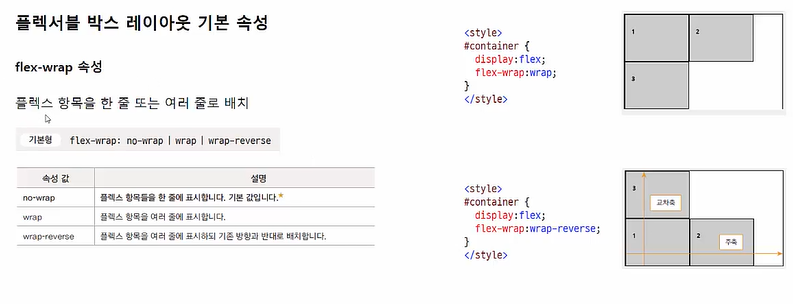 플렉서블 박스 레이아웃 기본 속성
flex-wrap 속성
플렉스 항목을 한 줄 또는 여러 줄로 배치
기본형 flex-wrap: no-wrap | wrap | wrap-reverse
속성 값 설명
no-wrap 플렉스 항목들을 한 줄에 표시합니다. 기본 값입니다.*
wrap 플렉스 항목을 여러 줄에 표시합니다.
wrap-reverse 플렉스 항목을 여러 줄에 표시하되 기존 방향과 반대로 배치합니다.
<style>
#container {
display:flex;
flex-wrap:wrap;
}
</style>
1 2
3
<style>
#container {
display:flex;
flex-wrap:wrap-reverse;
}
</style>
3 교차축
1 2 주축